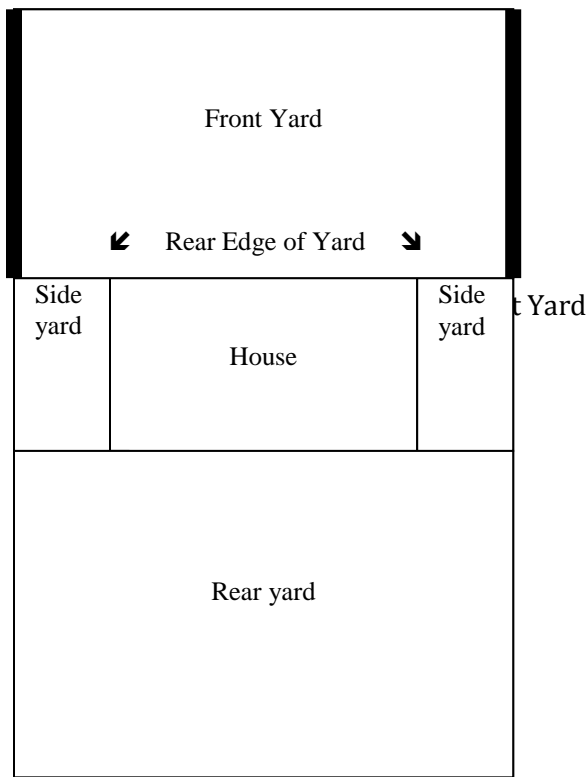 Front Yard
Rear Edge of Yard
Side
yard
House
Side
yard
t Yard
Rear yard